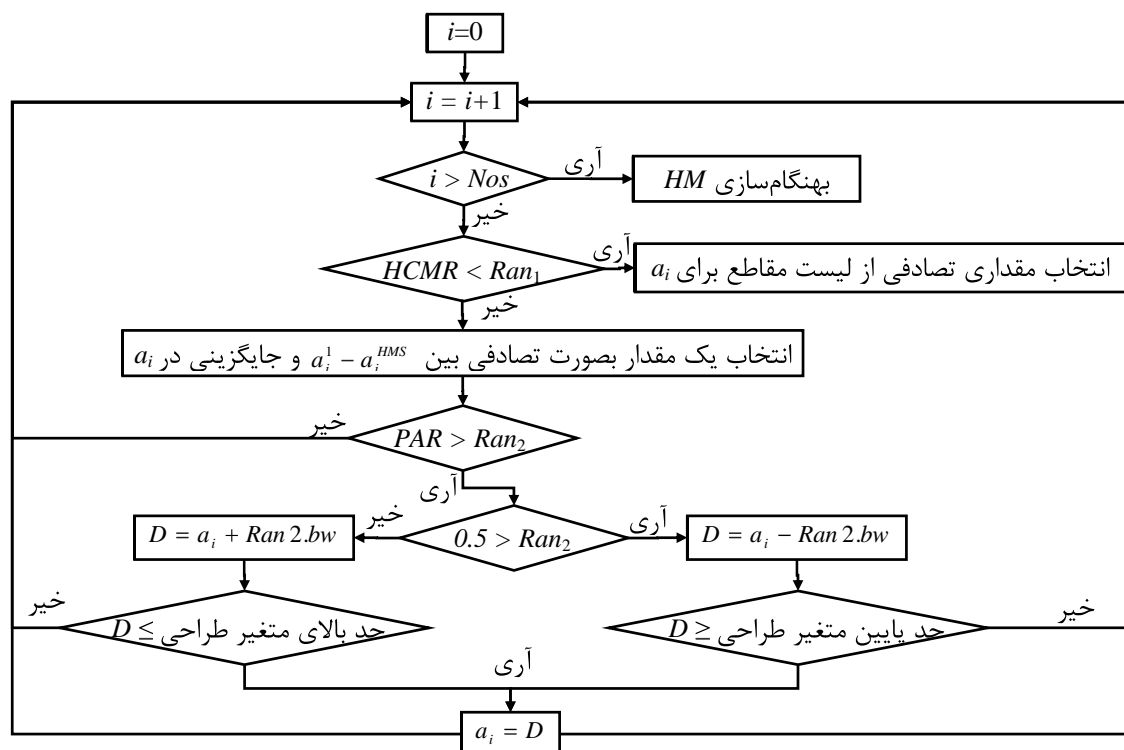 i=0
i = i+1
آری
i > Nos
بهنگام‌سازی HM
خیر
آری
HCMR < Ran₁
انتخاب مقداری تصادفی از لیست مقاطع برای aᵢ
خیر
انتخاب یک مقدار بصورت تصادفی بین aᵢ¹ − aᵢᴴᴹˢ و جایگزینی در aᵢ
خیر
PAR > Ran₂
آری
خیر
آری
D = aᵢ + Ran 2.bw
0.5 > Ran₂
D = aᵢ − Ran 2.bw
خیر
خیر
حد بالای متغیر طراحی ≥ D
حد پایین متغیر طراحی ≤ D
آری
aᵢ = D